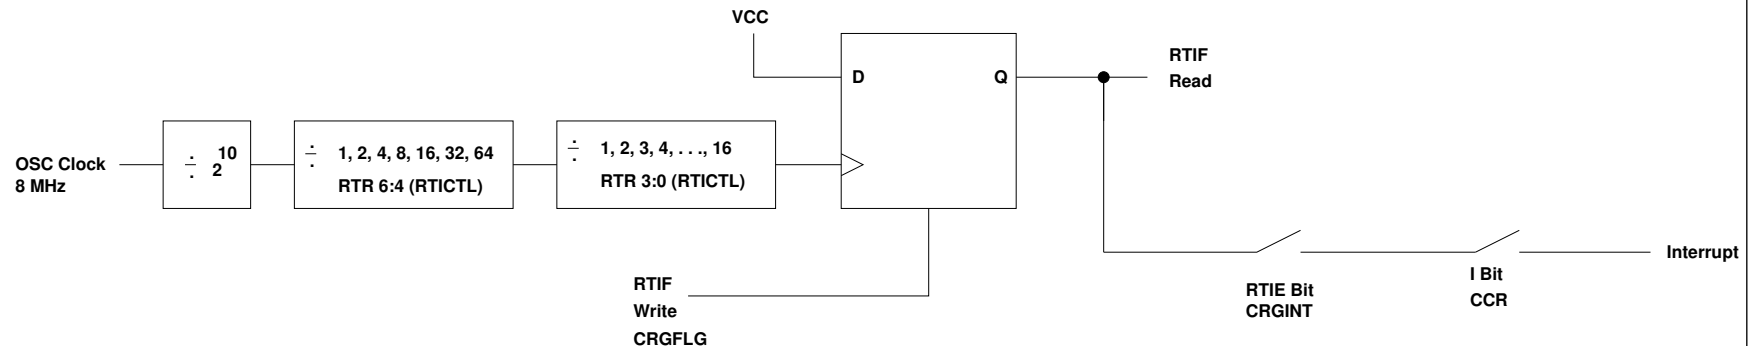 VCC
D
Q
RTIF
Read
OSC Clock
8 MHz
÷ 2^10
÷ 1, 2, 4, 8, 16, 32, 64
RTR 6:4 (RTICTL)
÷ 1, 2, 3, 4, . . ., 16
RTR 3:0 (RTICTL)
RTIF
Write
CRGFLG
RTIE Bit
CRGINT
I Bit
CCR
Interrupt